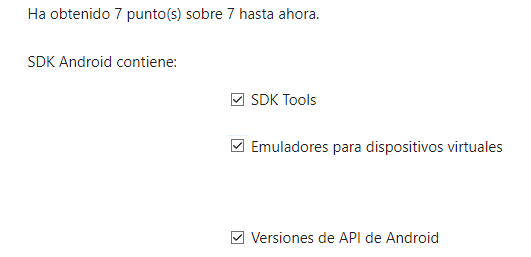 Ha obtenido 7 punto(s) sobre 7 hasta ahora.
SDK Android contiene:
SDK Tools
Emuladores para dispositivos virtuales
Versiones de API de Android